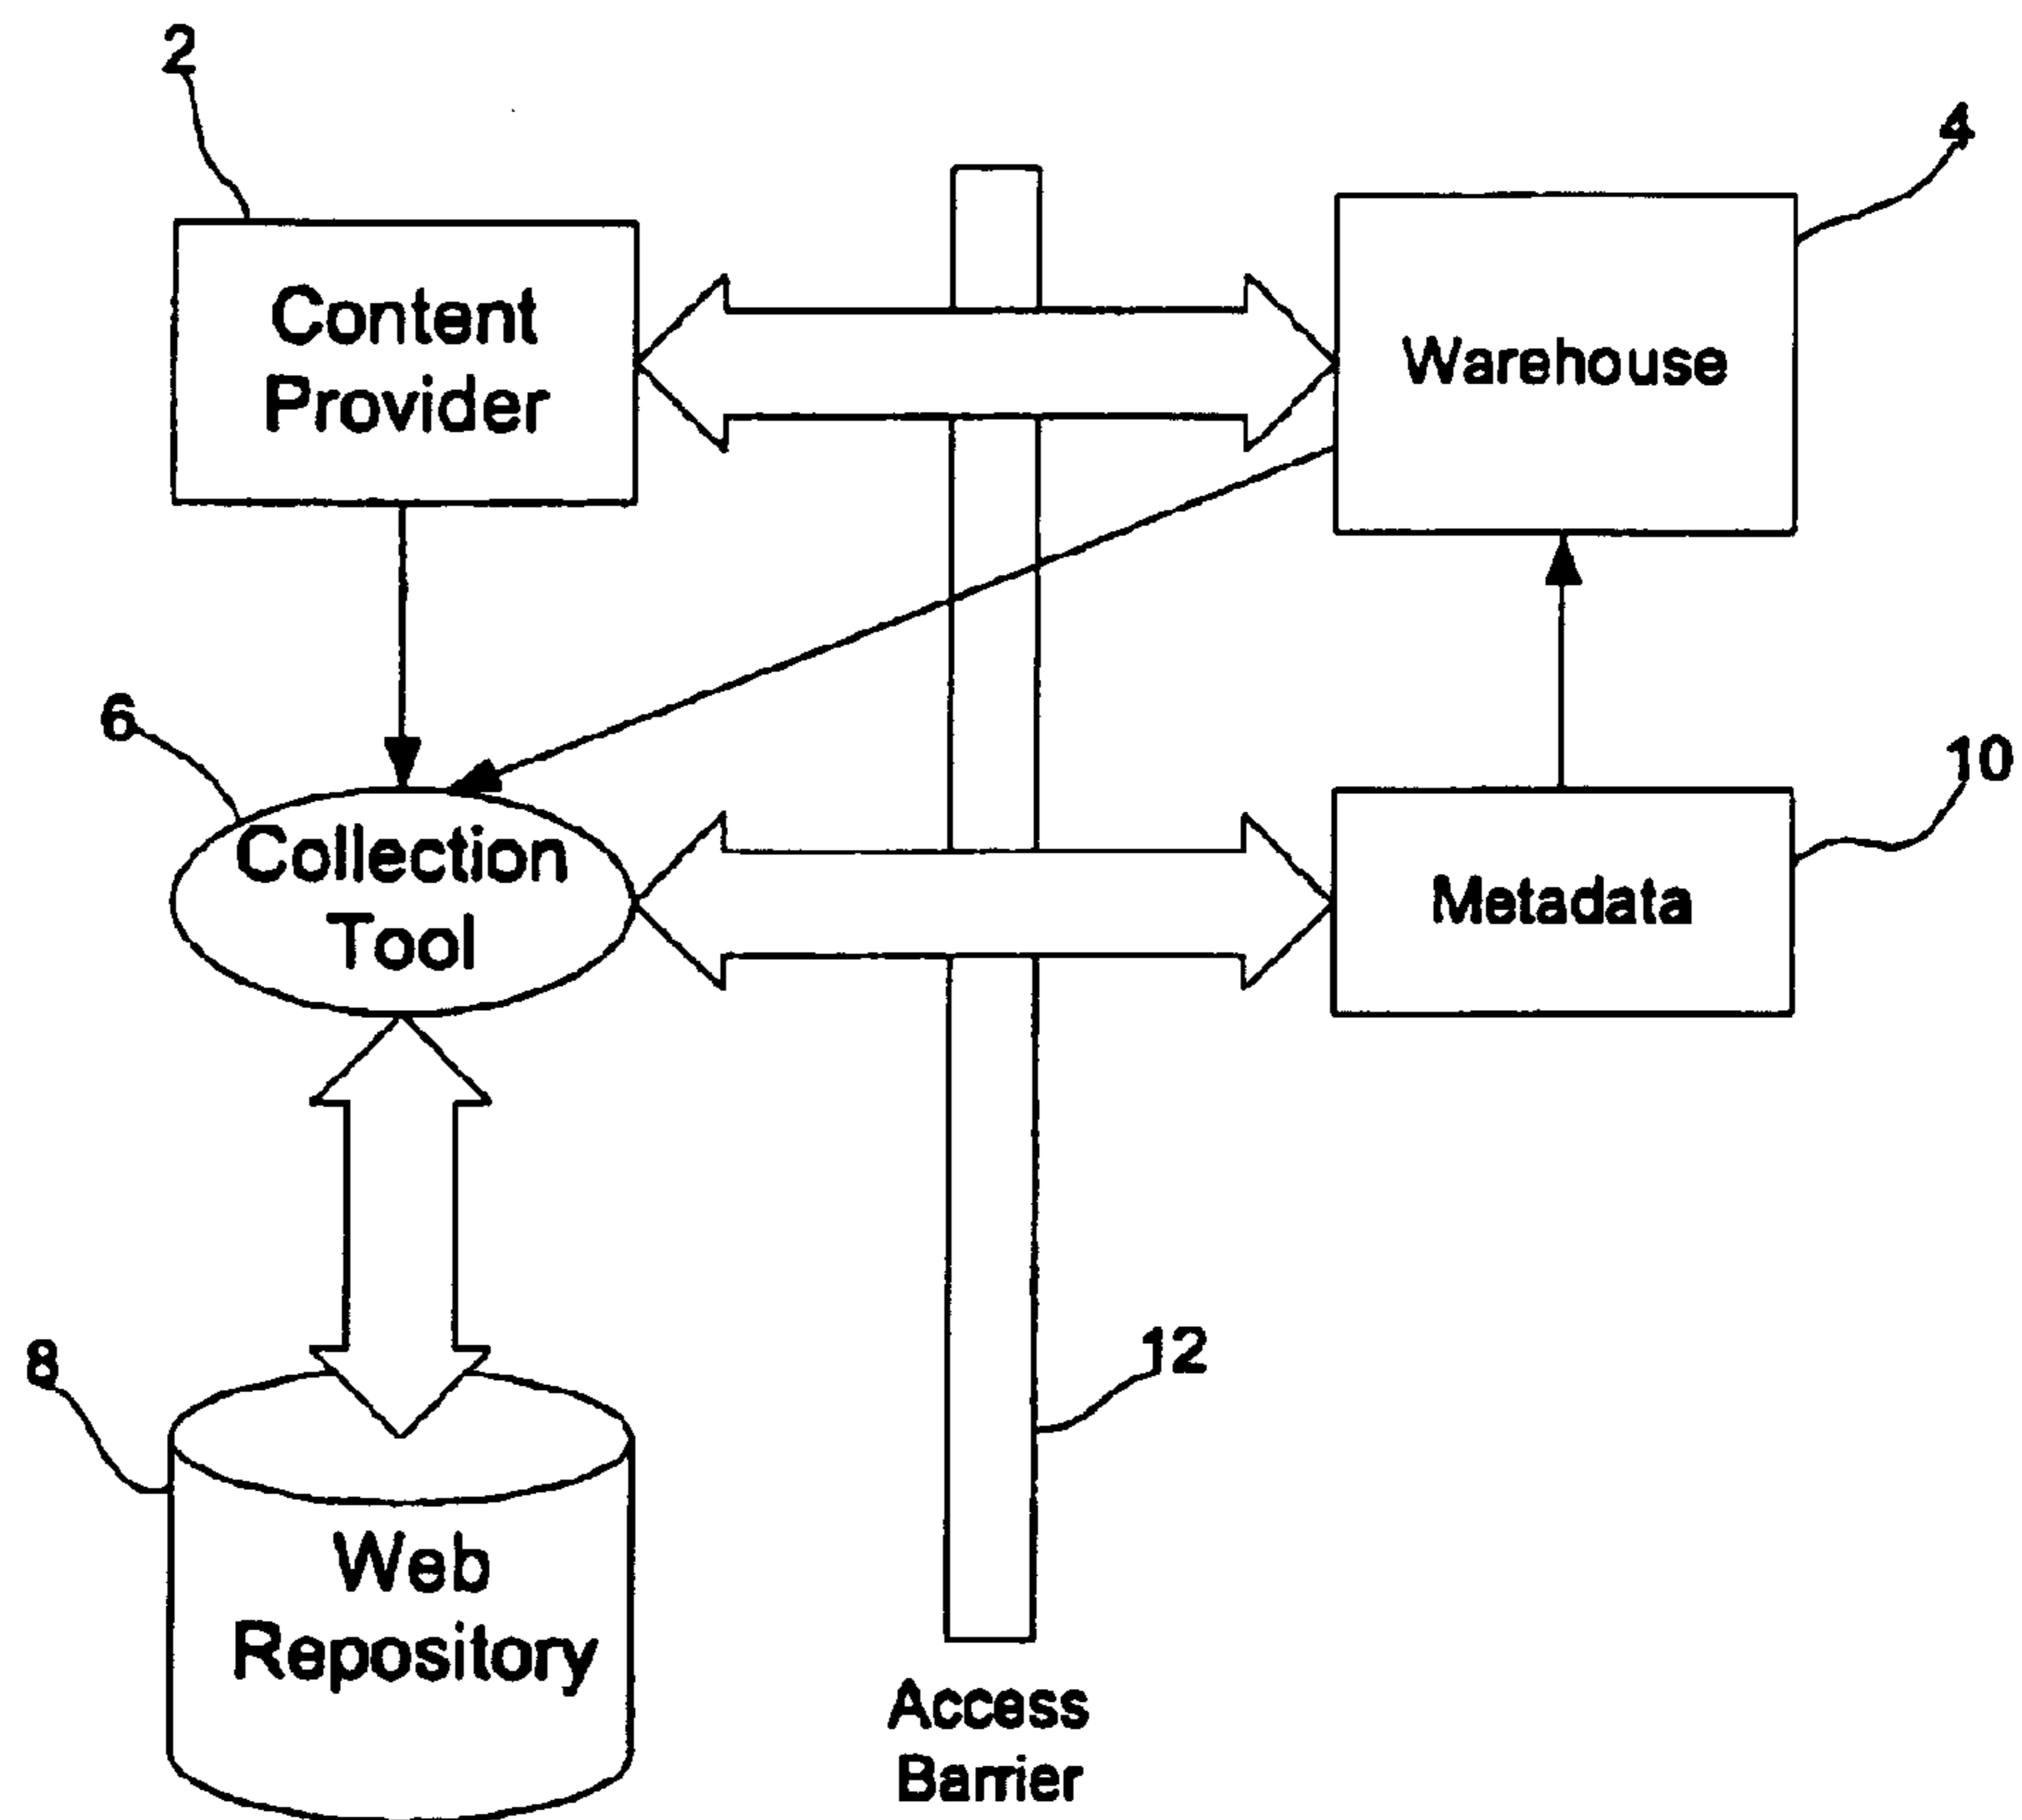 2
4
Content
Provider
Warehouse
6
10
Collection
Tool
Metadata
8
12
Web
Repository
Access
Barrier